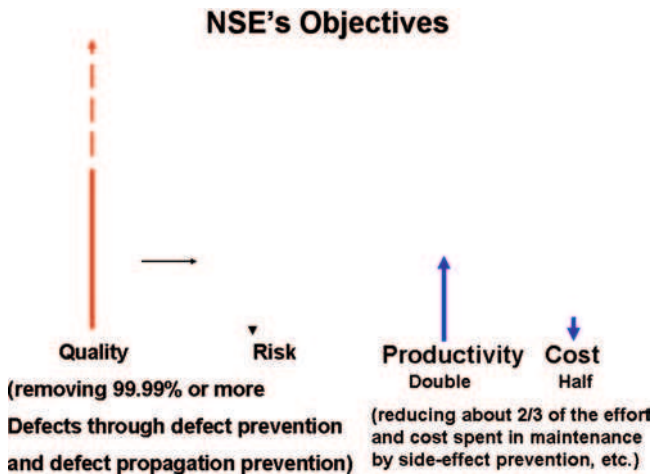 NSE's Objectives
Quality
Risk
Productivity
Cost
Double
Half
(removing 99.99% or more
Defects through defect prevention
and defect propagation prevention)
(reducing about 2/3 of the effort
and cost spent in maintenance
by side-effect prevention, etc.)